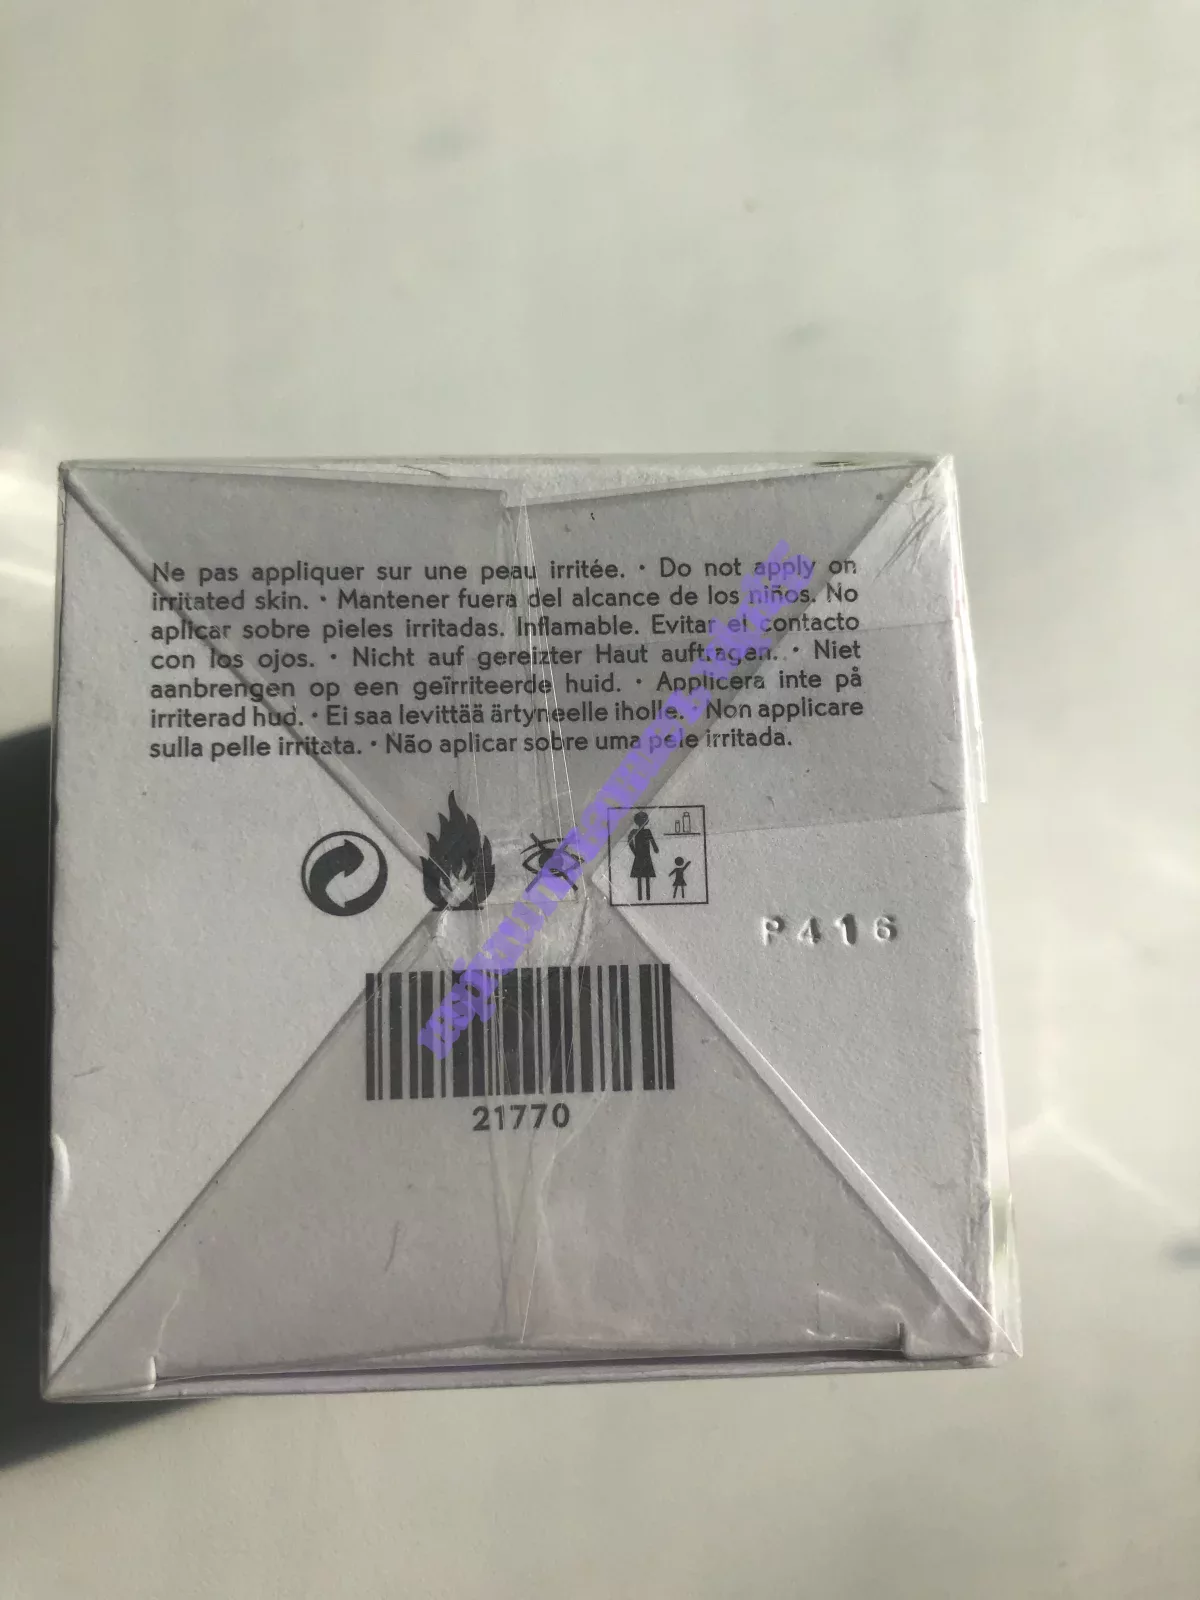 Ne pas appliquer sur une peau irritée. • Do not apply on
irritated skin. • Mantener fuera del alcance de los niños. No
aplicar sobre pieles irritadas. Inflamable. Evitar el contacto
con los ojos. • Nicht auf gereizter Haut auftragen. • Niet
aanbrengen op een geïrriteerde huid. • Applicera inte på
irriterad hud. • Ei saa levittää ärtyneelle iholle. • Non applicare
sulla pelle irritata. • Não aplicar sobre uma pele irritada.
P416
21770